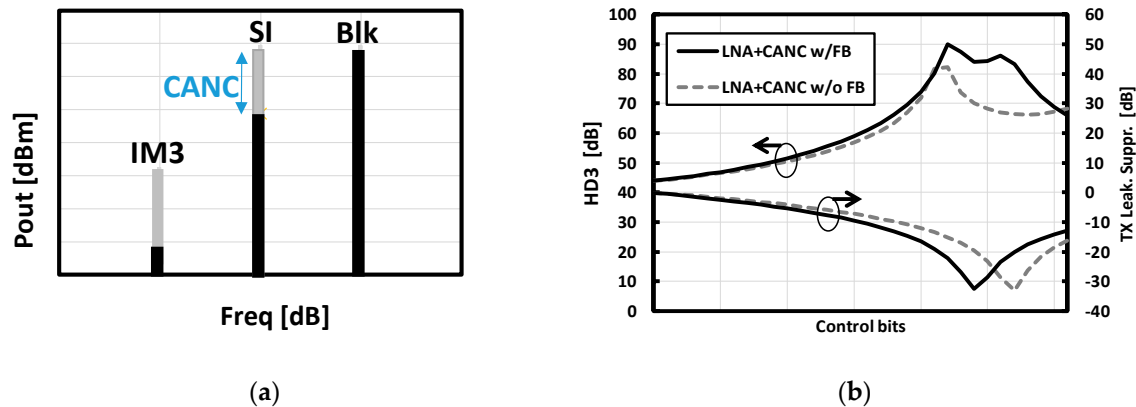 SI
Blk
CANC
IM3
Pout [dBm]
Freq [dB]
(a)
100
90
80
70
60
50
40
30
20
10
0
HD3 [dB]
LNA+CANC w/FB
LNA+CANC w/o FB
60
50
40
30
20
10
0
-10
-20
-30
-40
TX Leak. Suppr. [dB]
Control bits
(b)